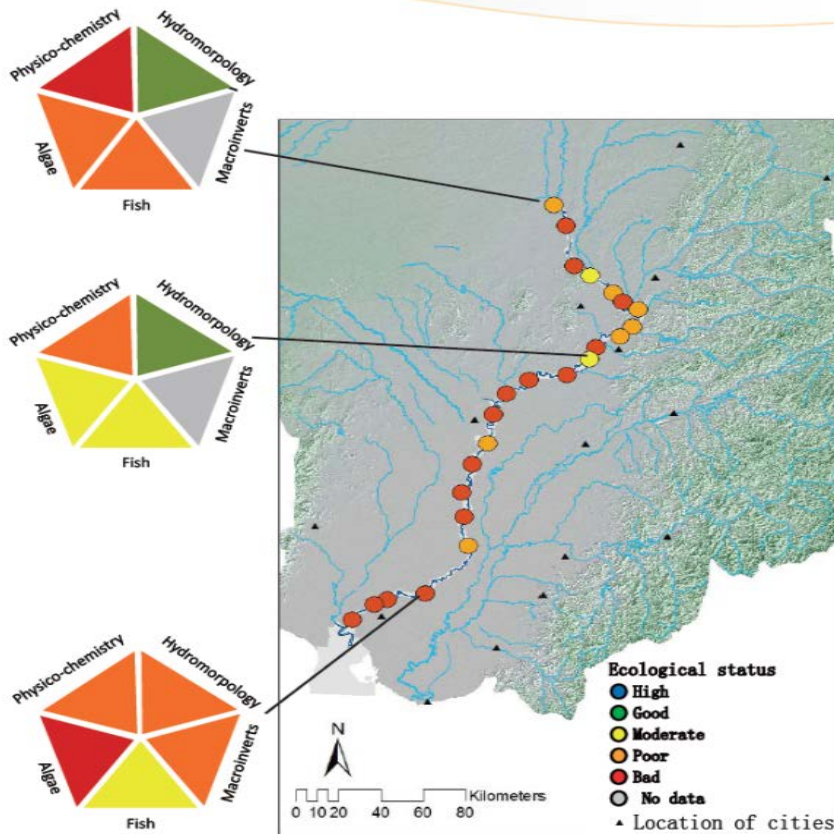 Physico-chemistry
Hydromorpology
Macroinverts
Fish
Algae
Physico-chemistry
Hydromorpology
Macroinverts
Fish
Algae
Physico-chemistry
Hydromorpology
Macroinverts
Fish
Algae
N
0 10 20 40 60 80 Kilometers
Ecological status
High
Good
Moderate
Poor
Bad
No data
Location of cities